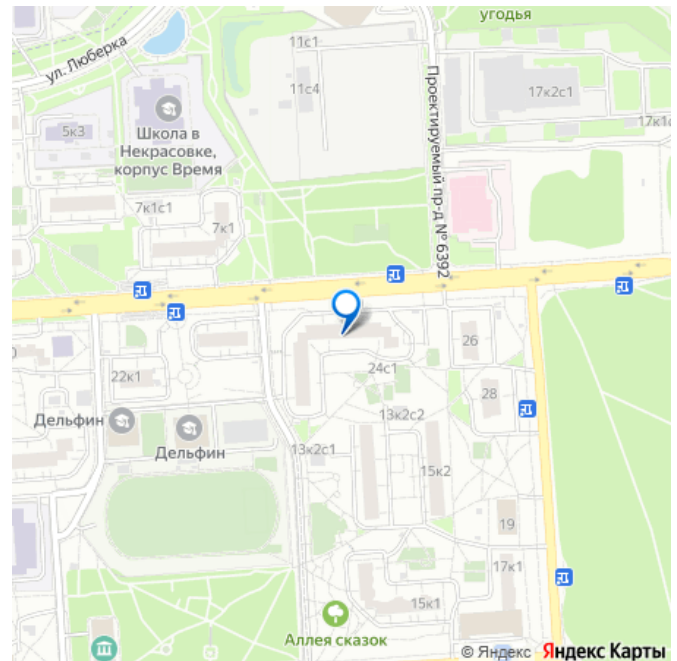 угодья
ул. Люберка
11с1
11с4
17к2с1
Проектируемый пр-д № 6392
5к3
Школа в
Некрасовке,
корпус Время
7к1с1
7к1
26
22к1
24с1
28
13к2с2
Дельфин
Дельфин
13к2с1
15к2
19
17к1
15к1
Аллея сказок
© Яндекс Яндекс Карты